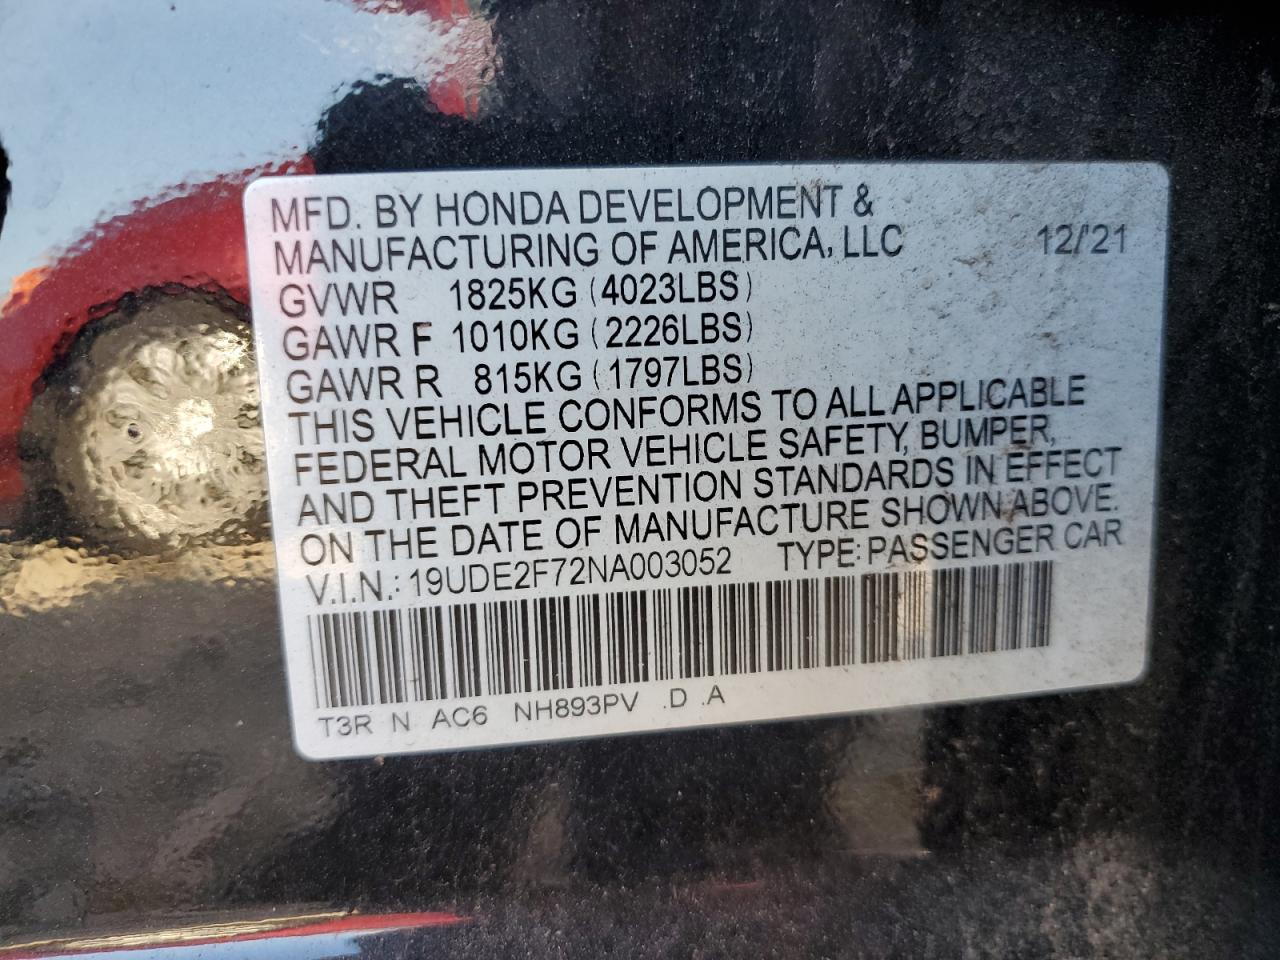 MFD. BY HONDA DEVELOPMENT &
MANUFACTURING OF AMERICA, LLC 12/'21
GVWR 1825KG (4023LBS)
GAWR F 1010KG (2226LBS)
GAWR R 815KG (1797LBS)
THIS VEHICLE CONFORMS TO ALL APPLICABLE
FEDERAL MOTOR VEHICLE SAFETY, BUMPER,
AND THEFT PREVENTION STANDARDS IN EFFECT
ON THE DATE OF MANUFACTURE SHOWN ABOVE.
V.I.N.: 19UDE2F72NA003052 TYPE: PASSENGER CAR
T3R N AC6 NH893PV .D .A